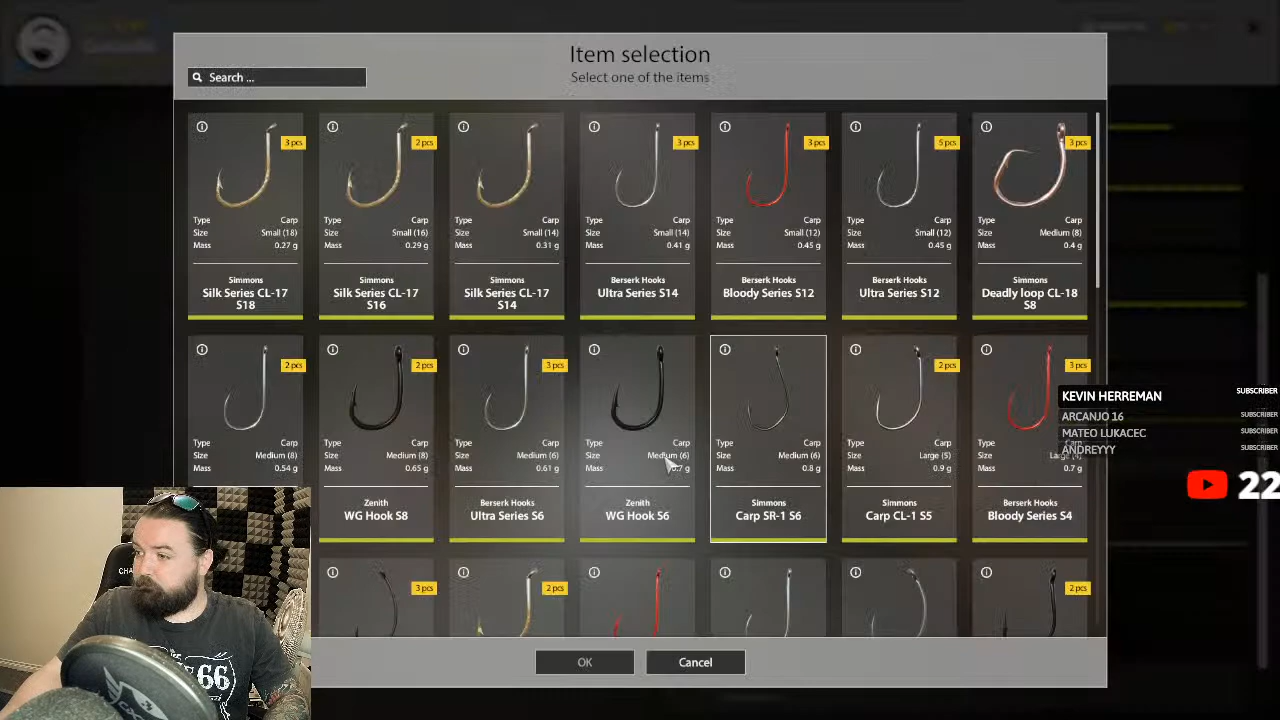 Item selection
Select one of the items
Search ...
3 pcs
Type Carp
Size Small (18)
Mass 0.27 g
Simmons
Silk Series CL-17
S18
2 pcs
Type Carp
Size Small (16)
Mass 0.29 g
Simmons
Silk Series CL-17
S16
Type Carp
Size Small (14)
Mass 0.31 g
Simmons
Silk Series CL-17
S14
3 pcs
Type Carp
Size Small (14)
Mass 0.41 g
Berserk Hooks
Ultra Series S14
3 pcs
Type Carp
Size Small (12)
Mass 0.45 g
Berserk Hooks
Bloody Series S12
5 pcs
Type Carp
Size Small (12)
Mass 0.45 g
Berserk Hooks
Ultra Series S12
3 pcs
Type Carp
Size Medium (8)
Mass 0.4 g
Simmons
Deadly loop CL-18
S8
2 pcs
Type Carp
Size Medium (8)
Mass 0.54 g
2 pcs
Type Carp
Size Medium (8)
Mass 0.65 g
Zenith
WG Hook S8
3 pcs
Type Carp
Size Medium (6)
Mass 0.61 g
Berserk Hooks
Ultra Series S6
Type Carp
Size Medium (6)
Mass 0.7 g
Zenith
WG Hook S6
Type Carp
Size Medium (6)
Mass 0.8 g
Simmons
Carp SR-1 S6
2 pcs
Type Carp
Size Large (5)
Mass 0.9 g
Simmons
Carp CL-1 S5
3 pcs
Type Carp
Size Large (4)
Mass 0.7 g
Berserk Hooks
Bloody Series S4
3 pcs
2 pcs
2 pcs
OK
Cancel
KEVIN HERREMAN SUBSCRIBER
ARCANJO 16 SUBSCRIBER
MATEO LUKACEC SUBSCRIBER
ANDREYYY SUBSCRIBER
22
CHA
66